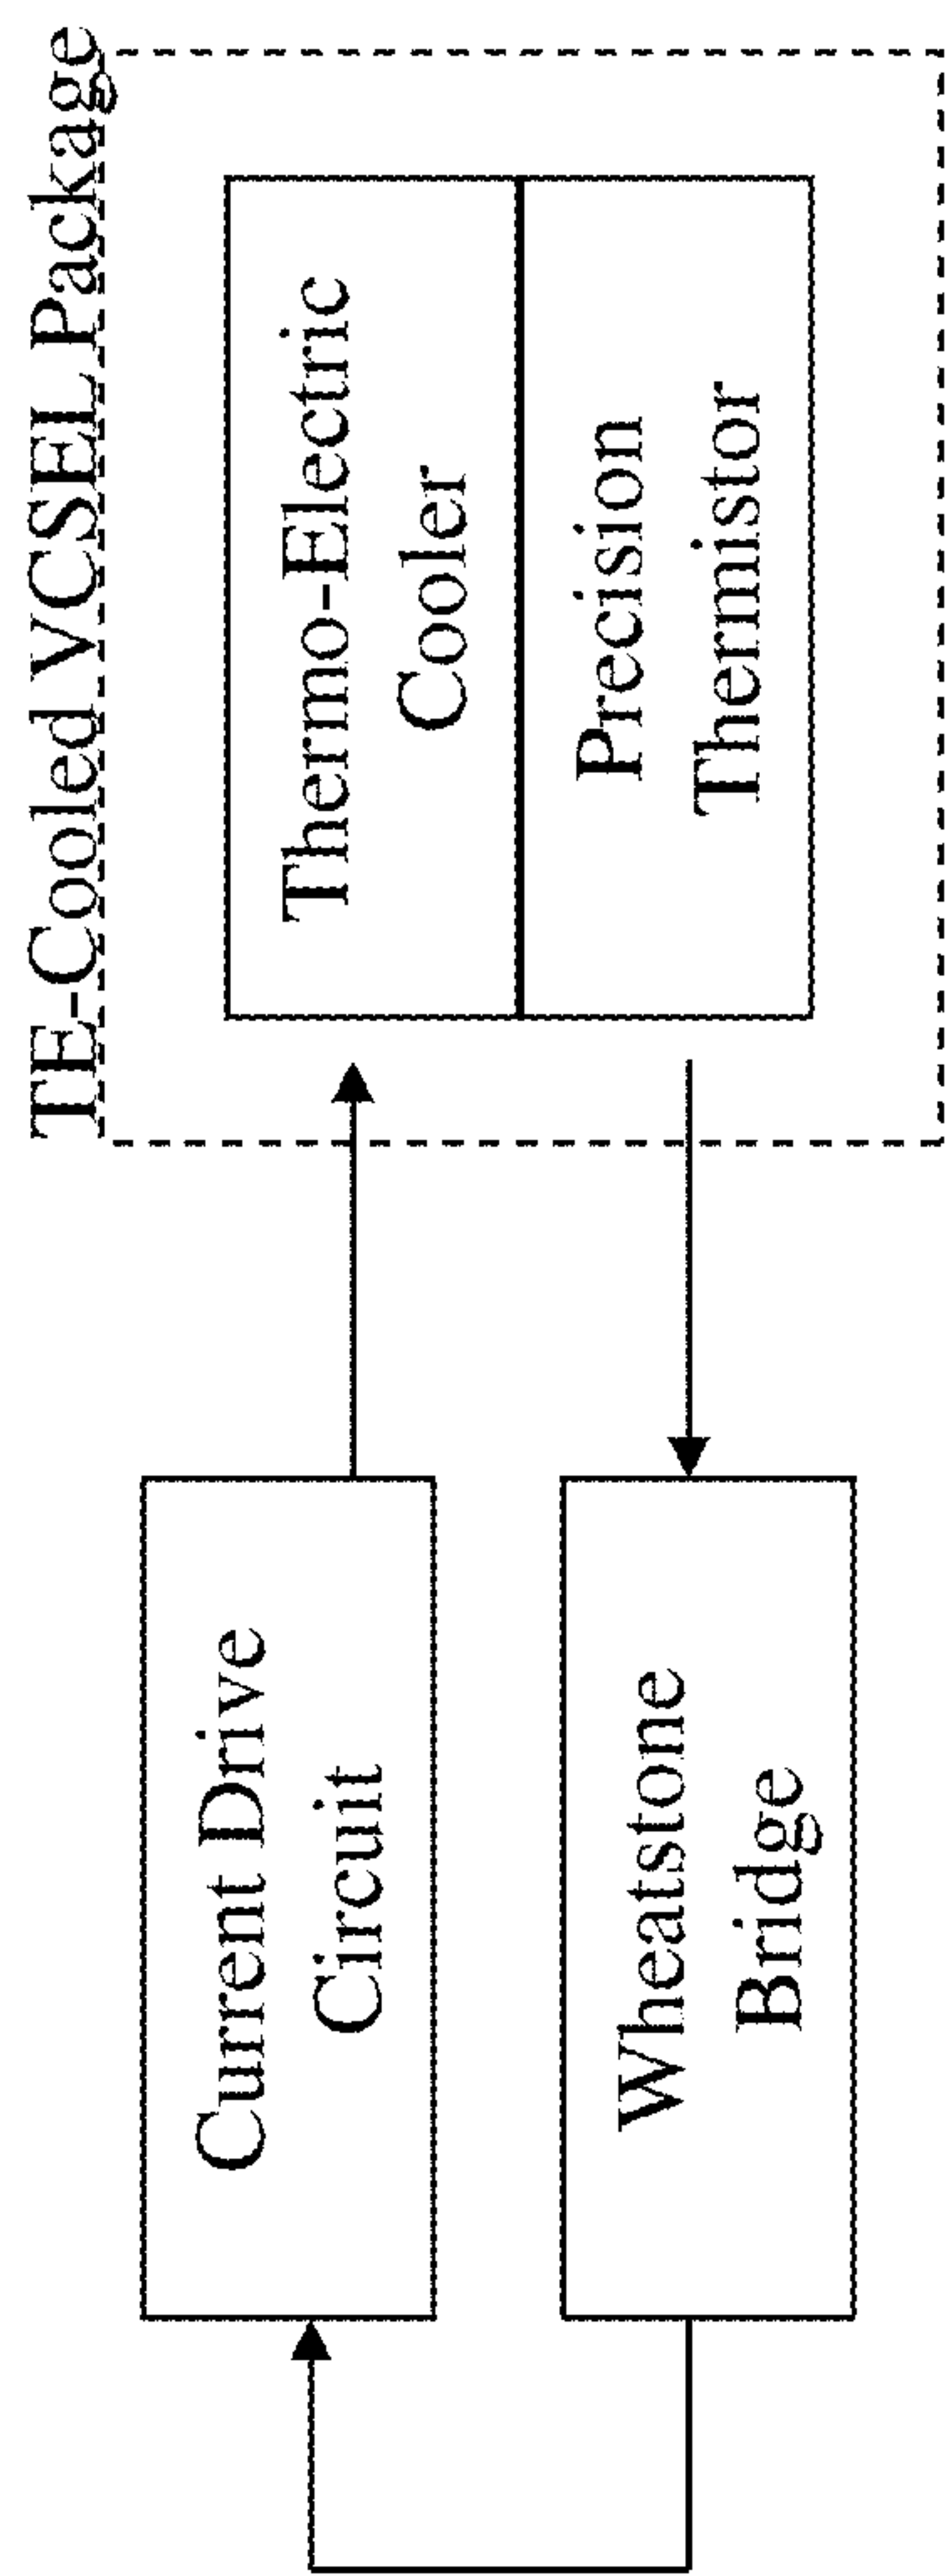 TE-Cooled VCSEL Package
Current Drive
Circuit
Thermo-Electric
Cooler
Precision
Thermistor
Wheatstone
Bridge